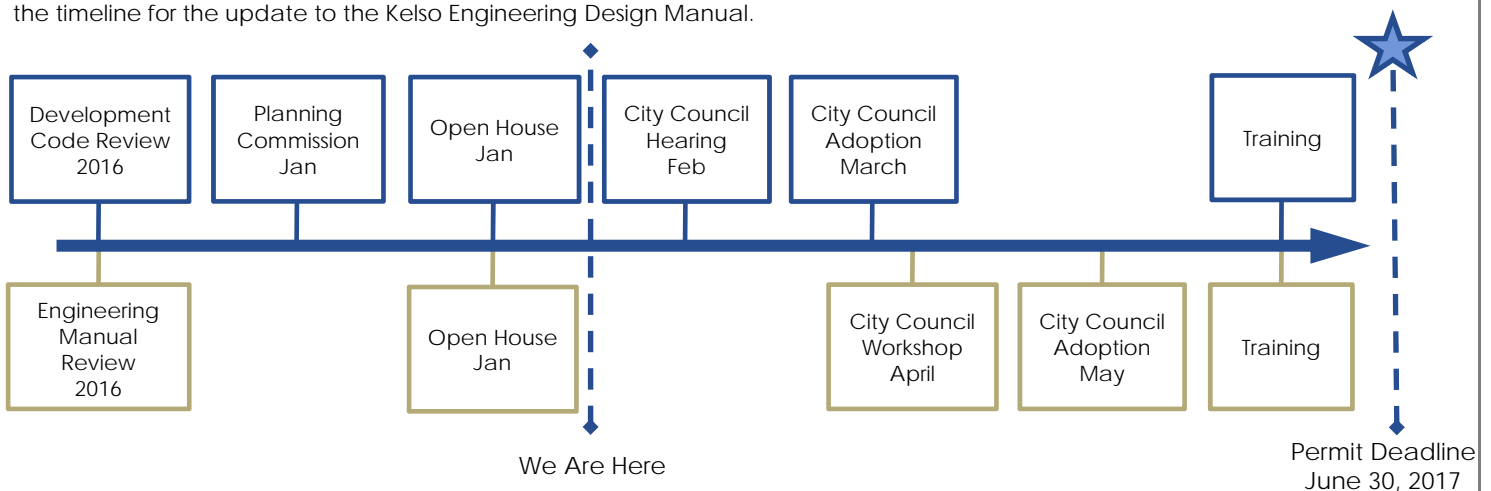 the timeline for the update to the Kelso Engineering Design Manual.
Development
Code Review
2016
Planning
Commission
Jan
Open House
Jan
City Council
Hearing
Feb
City Council
Adoption
March
Training
Engineering
Manual
Review
2016
Open House
Jan
City Council
Workshop
April
City Council
Adoption
May
Training
We Are Here
Permit Deadline
June 30, 2017